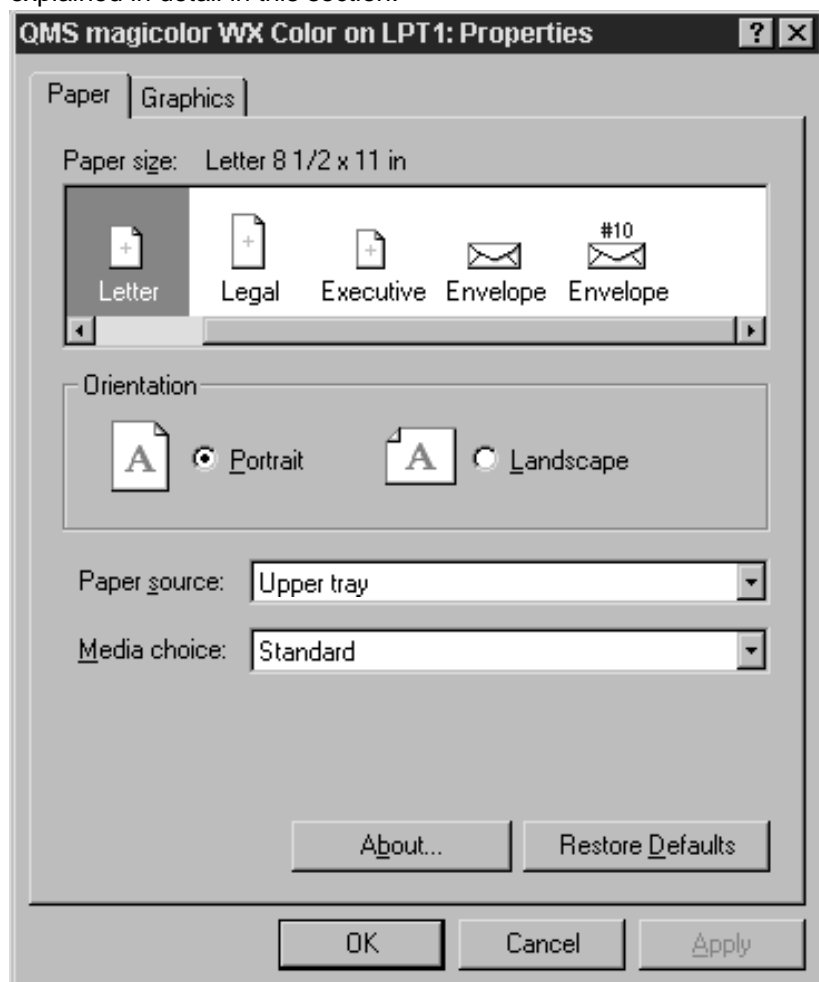 explained in detail in this section.
QMS magicolor WX Color on LPT1: Properties
Paper Graphics
Paper size: Letter 8 1/2 x 11 in
#10
Letter Legal Executive Envelope Envelope
Orientation
A Portrait A Landscape
Paper source: Upper tray
Media choice: Standard
About... Restore Defaults
OK Cancel Apply